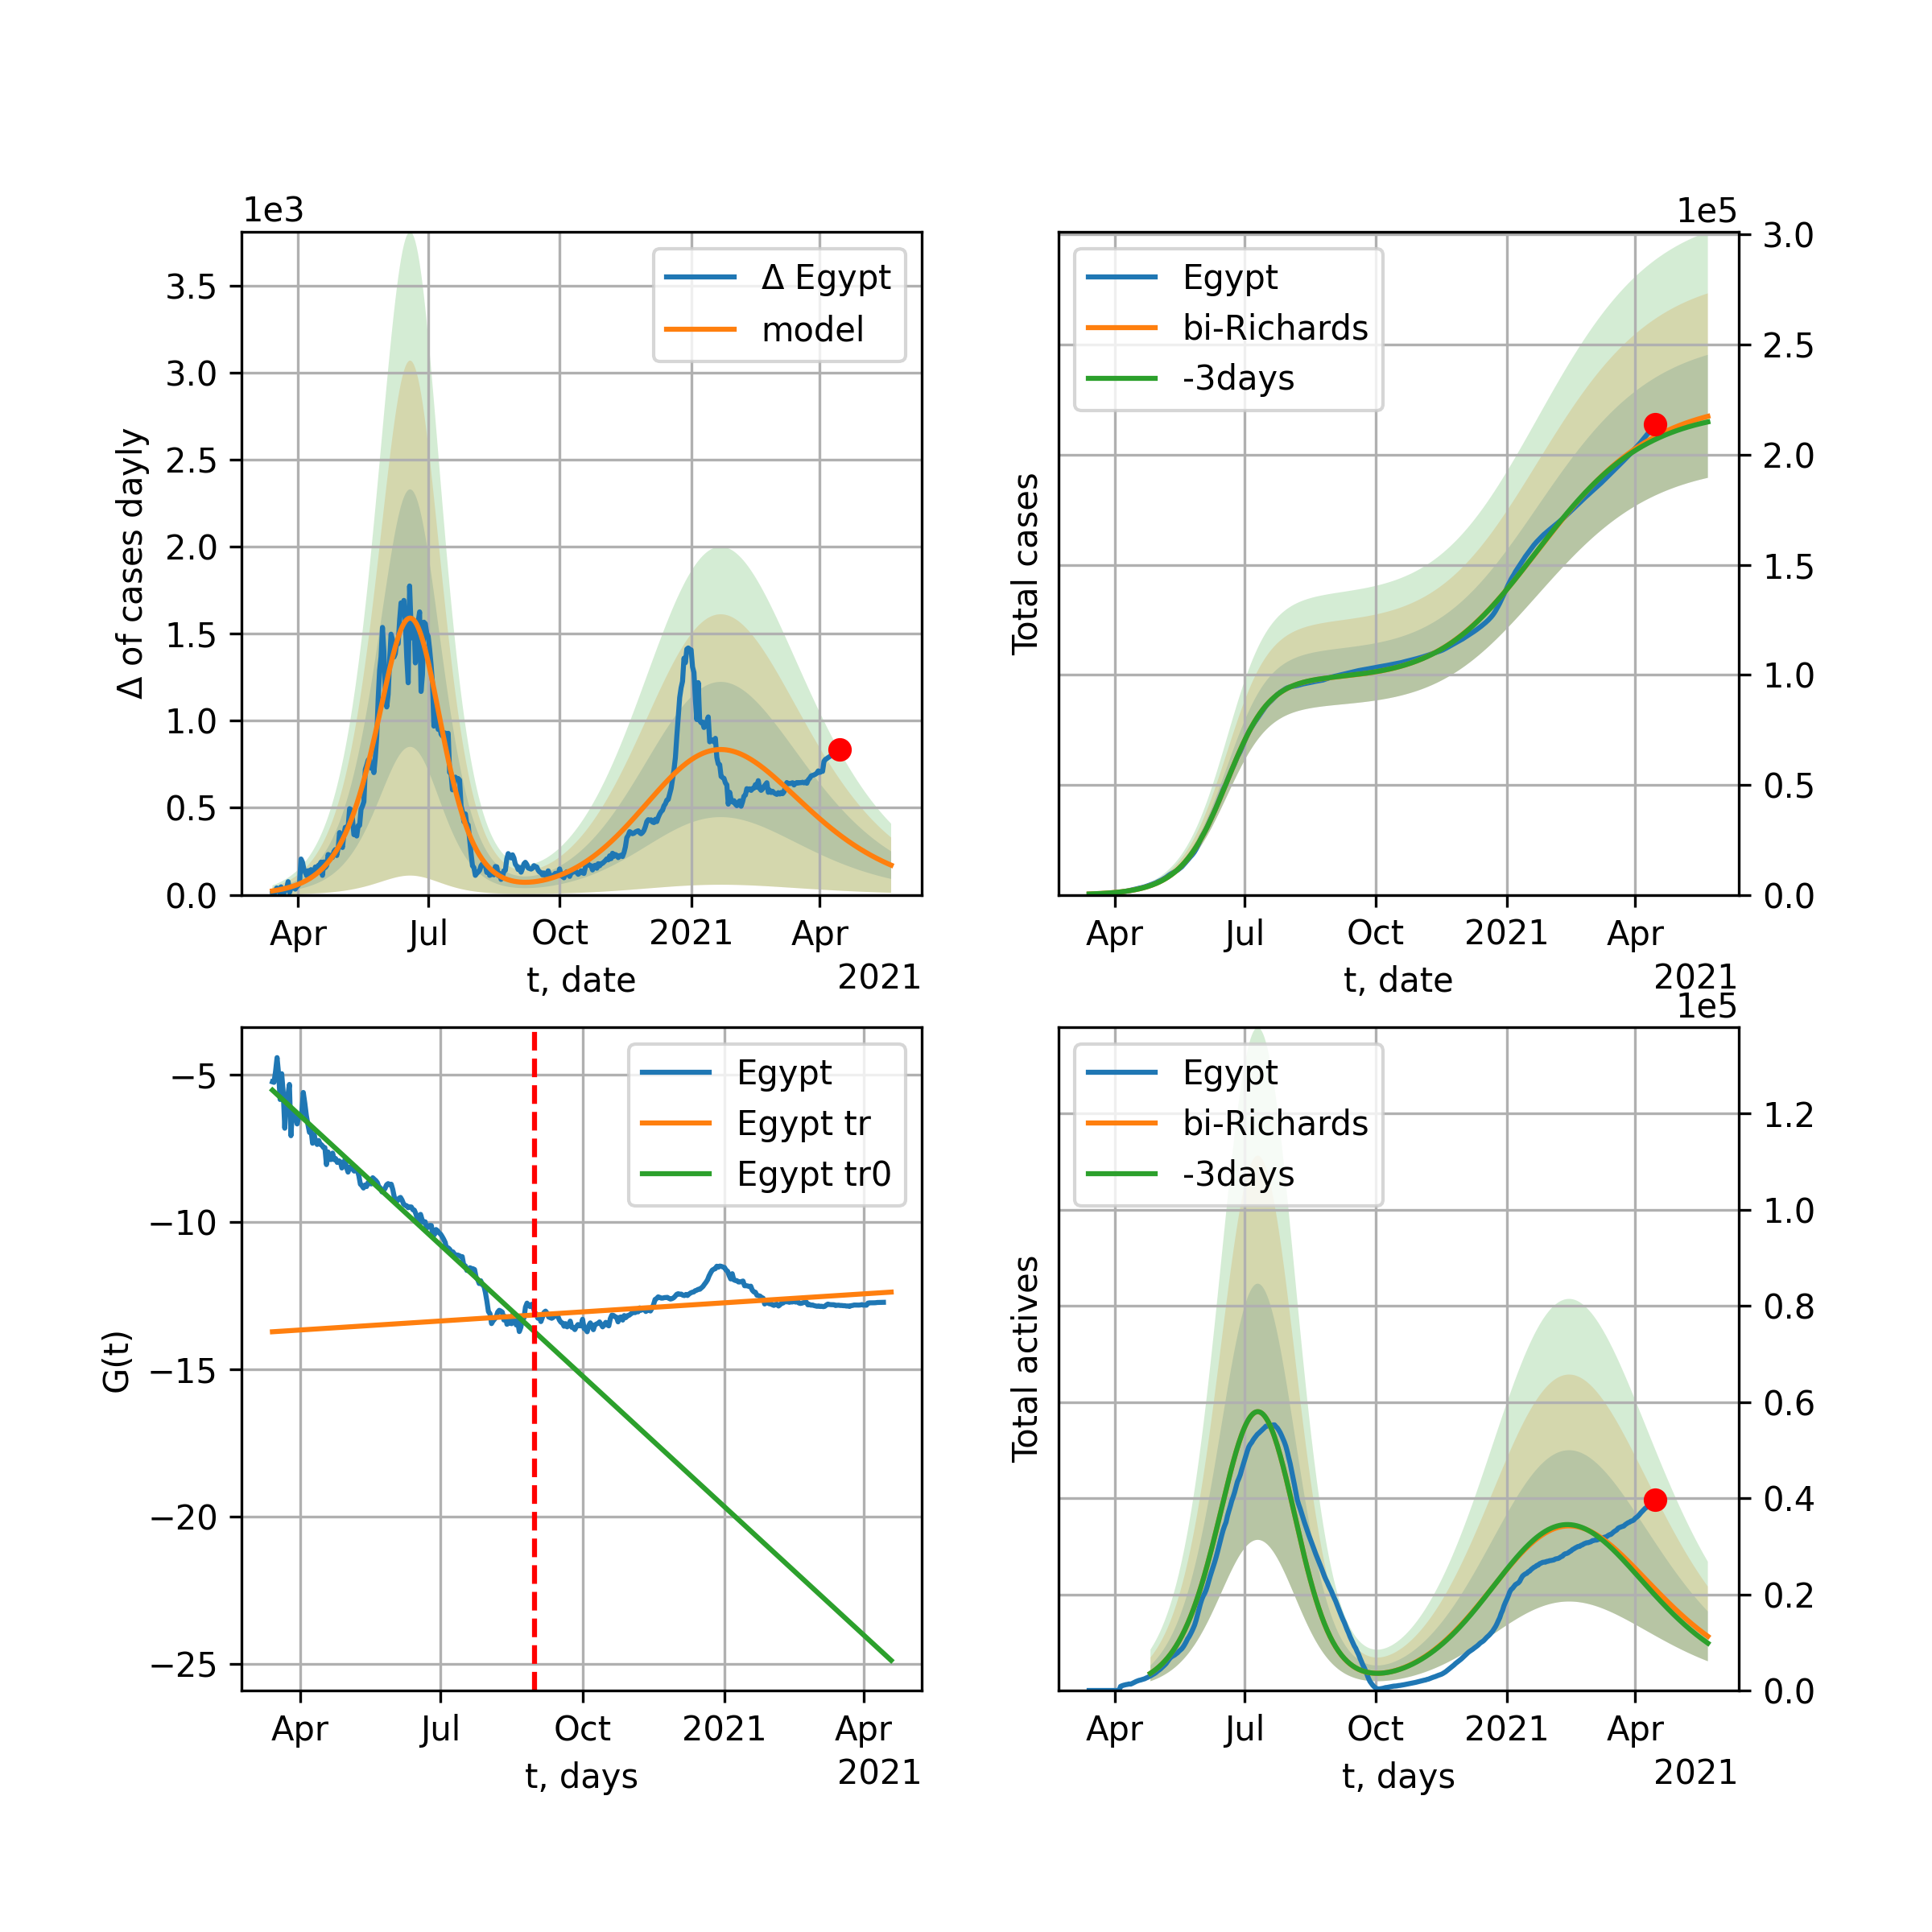 1e3
3.5
3.0
2.5
2.0
1.5
1.0
0.5
0.0
Δ of cases dayly
Δ Egypt
model
Apr Jul Oct 2021 Apr
t, date
2021
1e5
3.0
2.5
2.0
1.5
1.0
0.5
0.0
Total cases
Egypt
bi-Richards
-3days
Apr Jul Oct 2021 Apr
t, date
2021
−5
−10
−15
−20
−25
G(t)
Egypt
Egypt tr
Egypt tr0
Apr Jul Oct 2021 Apr
t, days
2021
1e5
1.2
1.0
0.8
0.6
0.4
0.2
0.0
Total actives
Egypt
bi-Richards
-3days
Apr Jul Oct 2021 Apr
t, days
2021